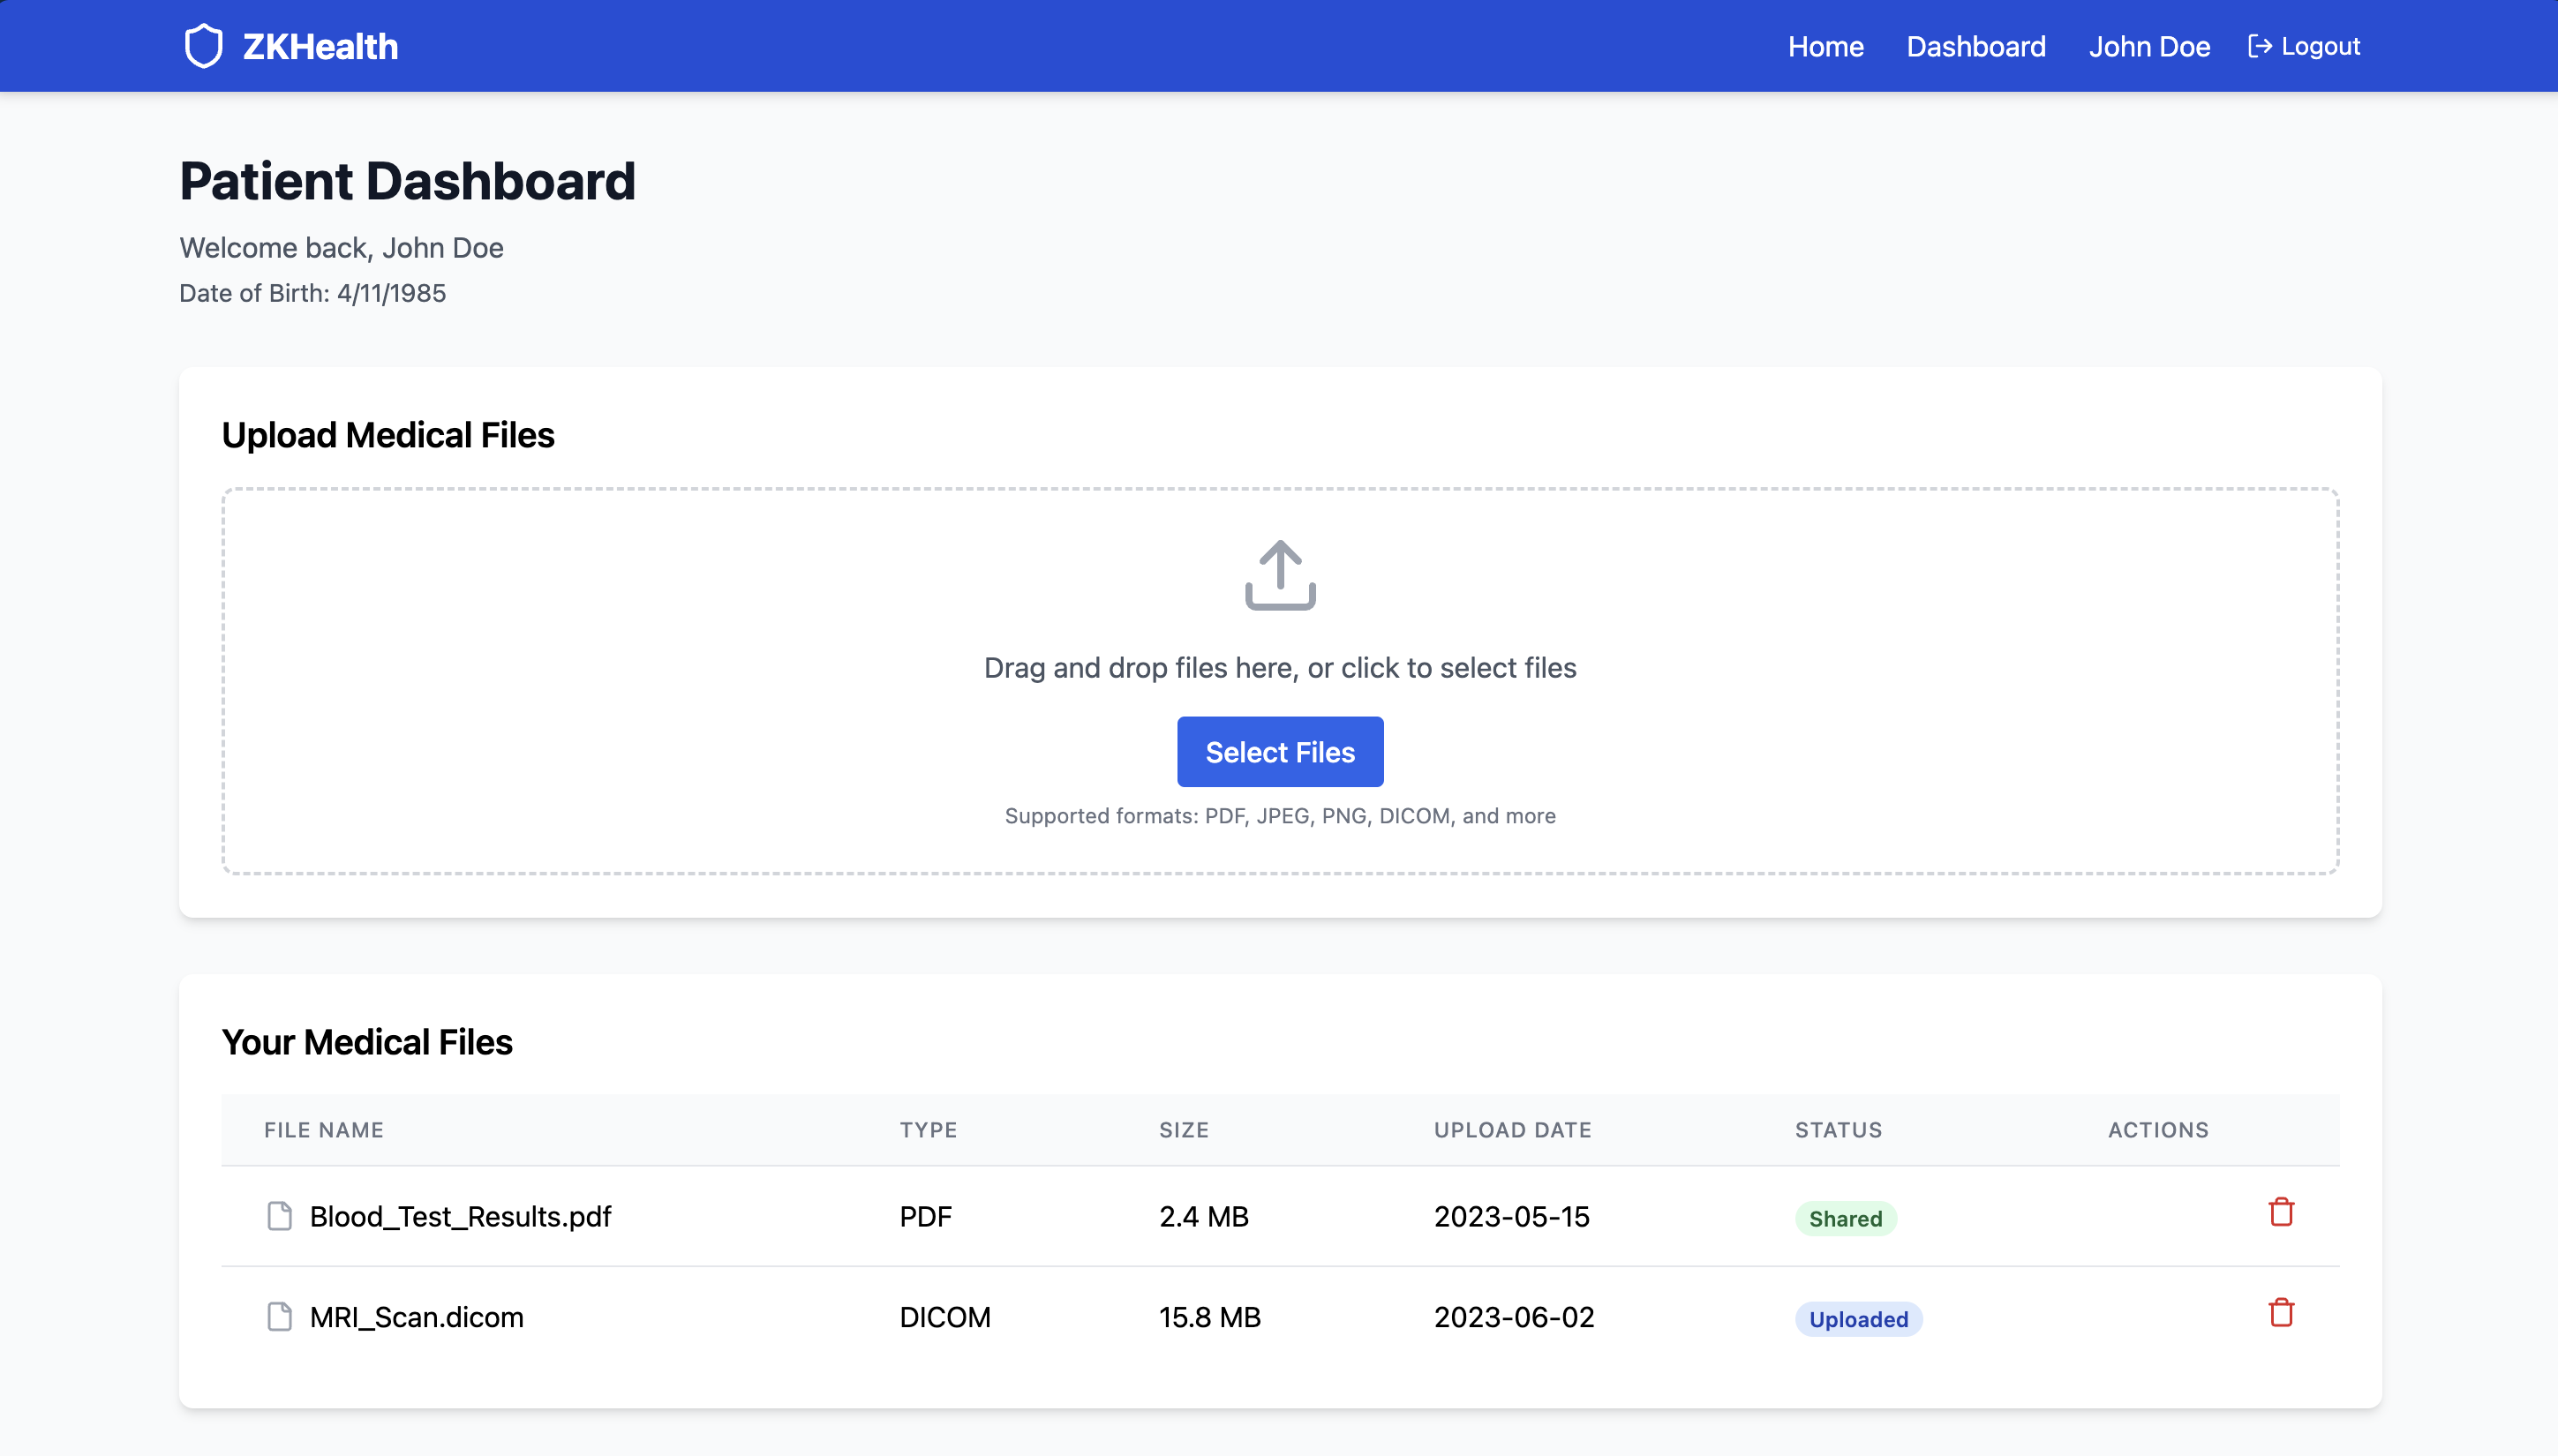 ZKHealth Home Dashboard John Doe Logout
Patient Dashboard
Welcome back, John Doe
Date of Birth: 4/11/1985
Upload Medical Files
Drag and drop files here, or click to select files
Select Files
Supported formats: PDF, JPEG, PNG, DICOM, and more
Your Medical Files
FILE NAME TYPE SIZE UPLOAD DATE STATUS ACTIONS
Blood_Test_Results.pdf PDF 2.4 MB 2023-05-15 Shared
MRI_Scan.dicom DICOM 15.8 MB 2023-06-02 Uploaded